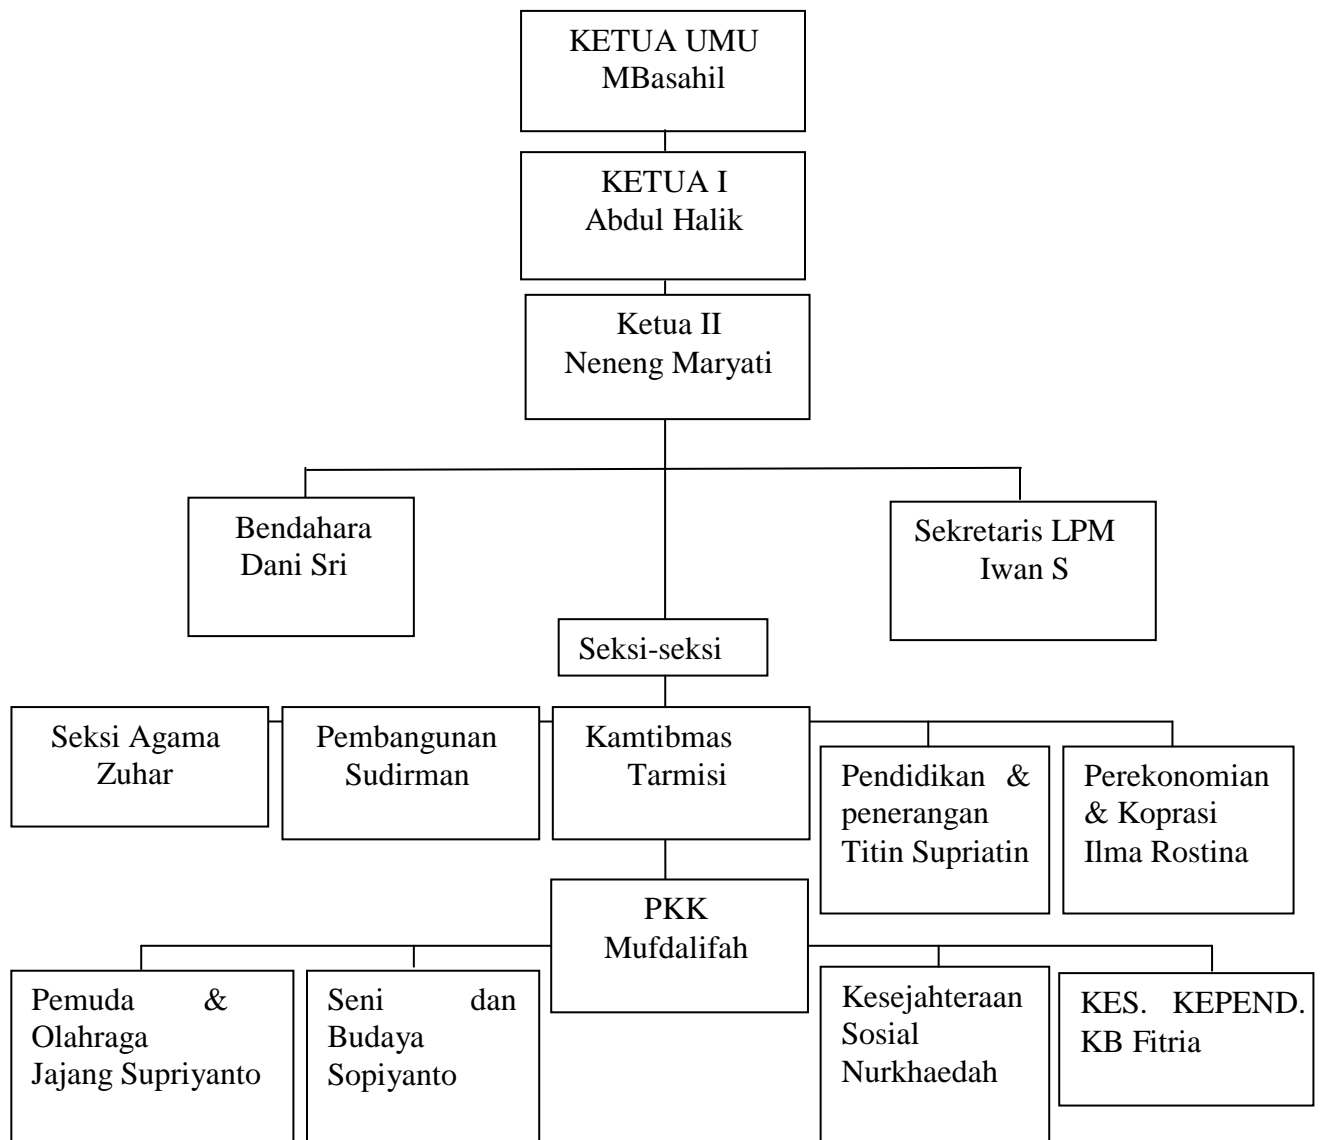 KETUA UMU
MBasahil
KETUA I
Abdul Halik
Ketua II
Neneng Maryati
Bendahara
Dani Sri
Sekretaris LPM
Iwan S
Seksi-seksi
Seksi Agama
Zuhar
Pembangunan
Sudirman
Kamtibmas
Tarmisi
Pendidikan &
penerangan
Titin Supriatin
Perekonomian
& Koprasi
Ilma Rostina
PKK
Mufdalifah
Pemuda &
Olahraga
Jajang Supriyanto
Seni dan
Budaya
Sopiyanto
Kesejahteraan
Sosial
Nurkhaedah
KES. KEPEND.
KB Fitria